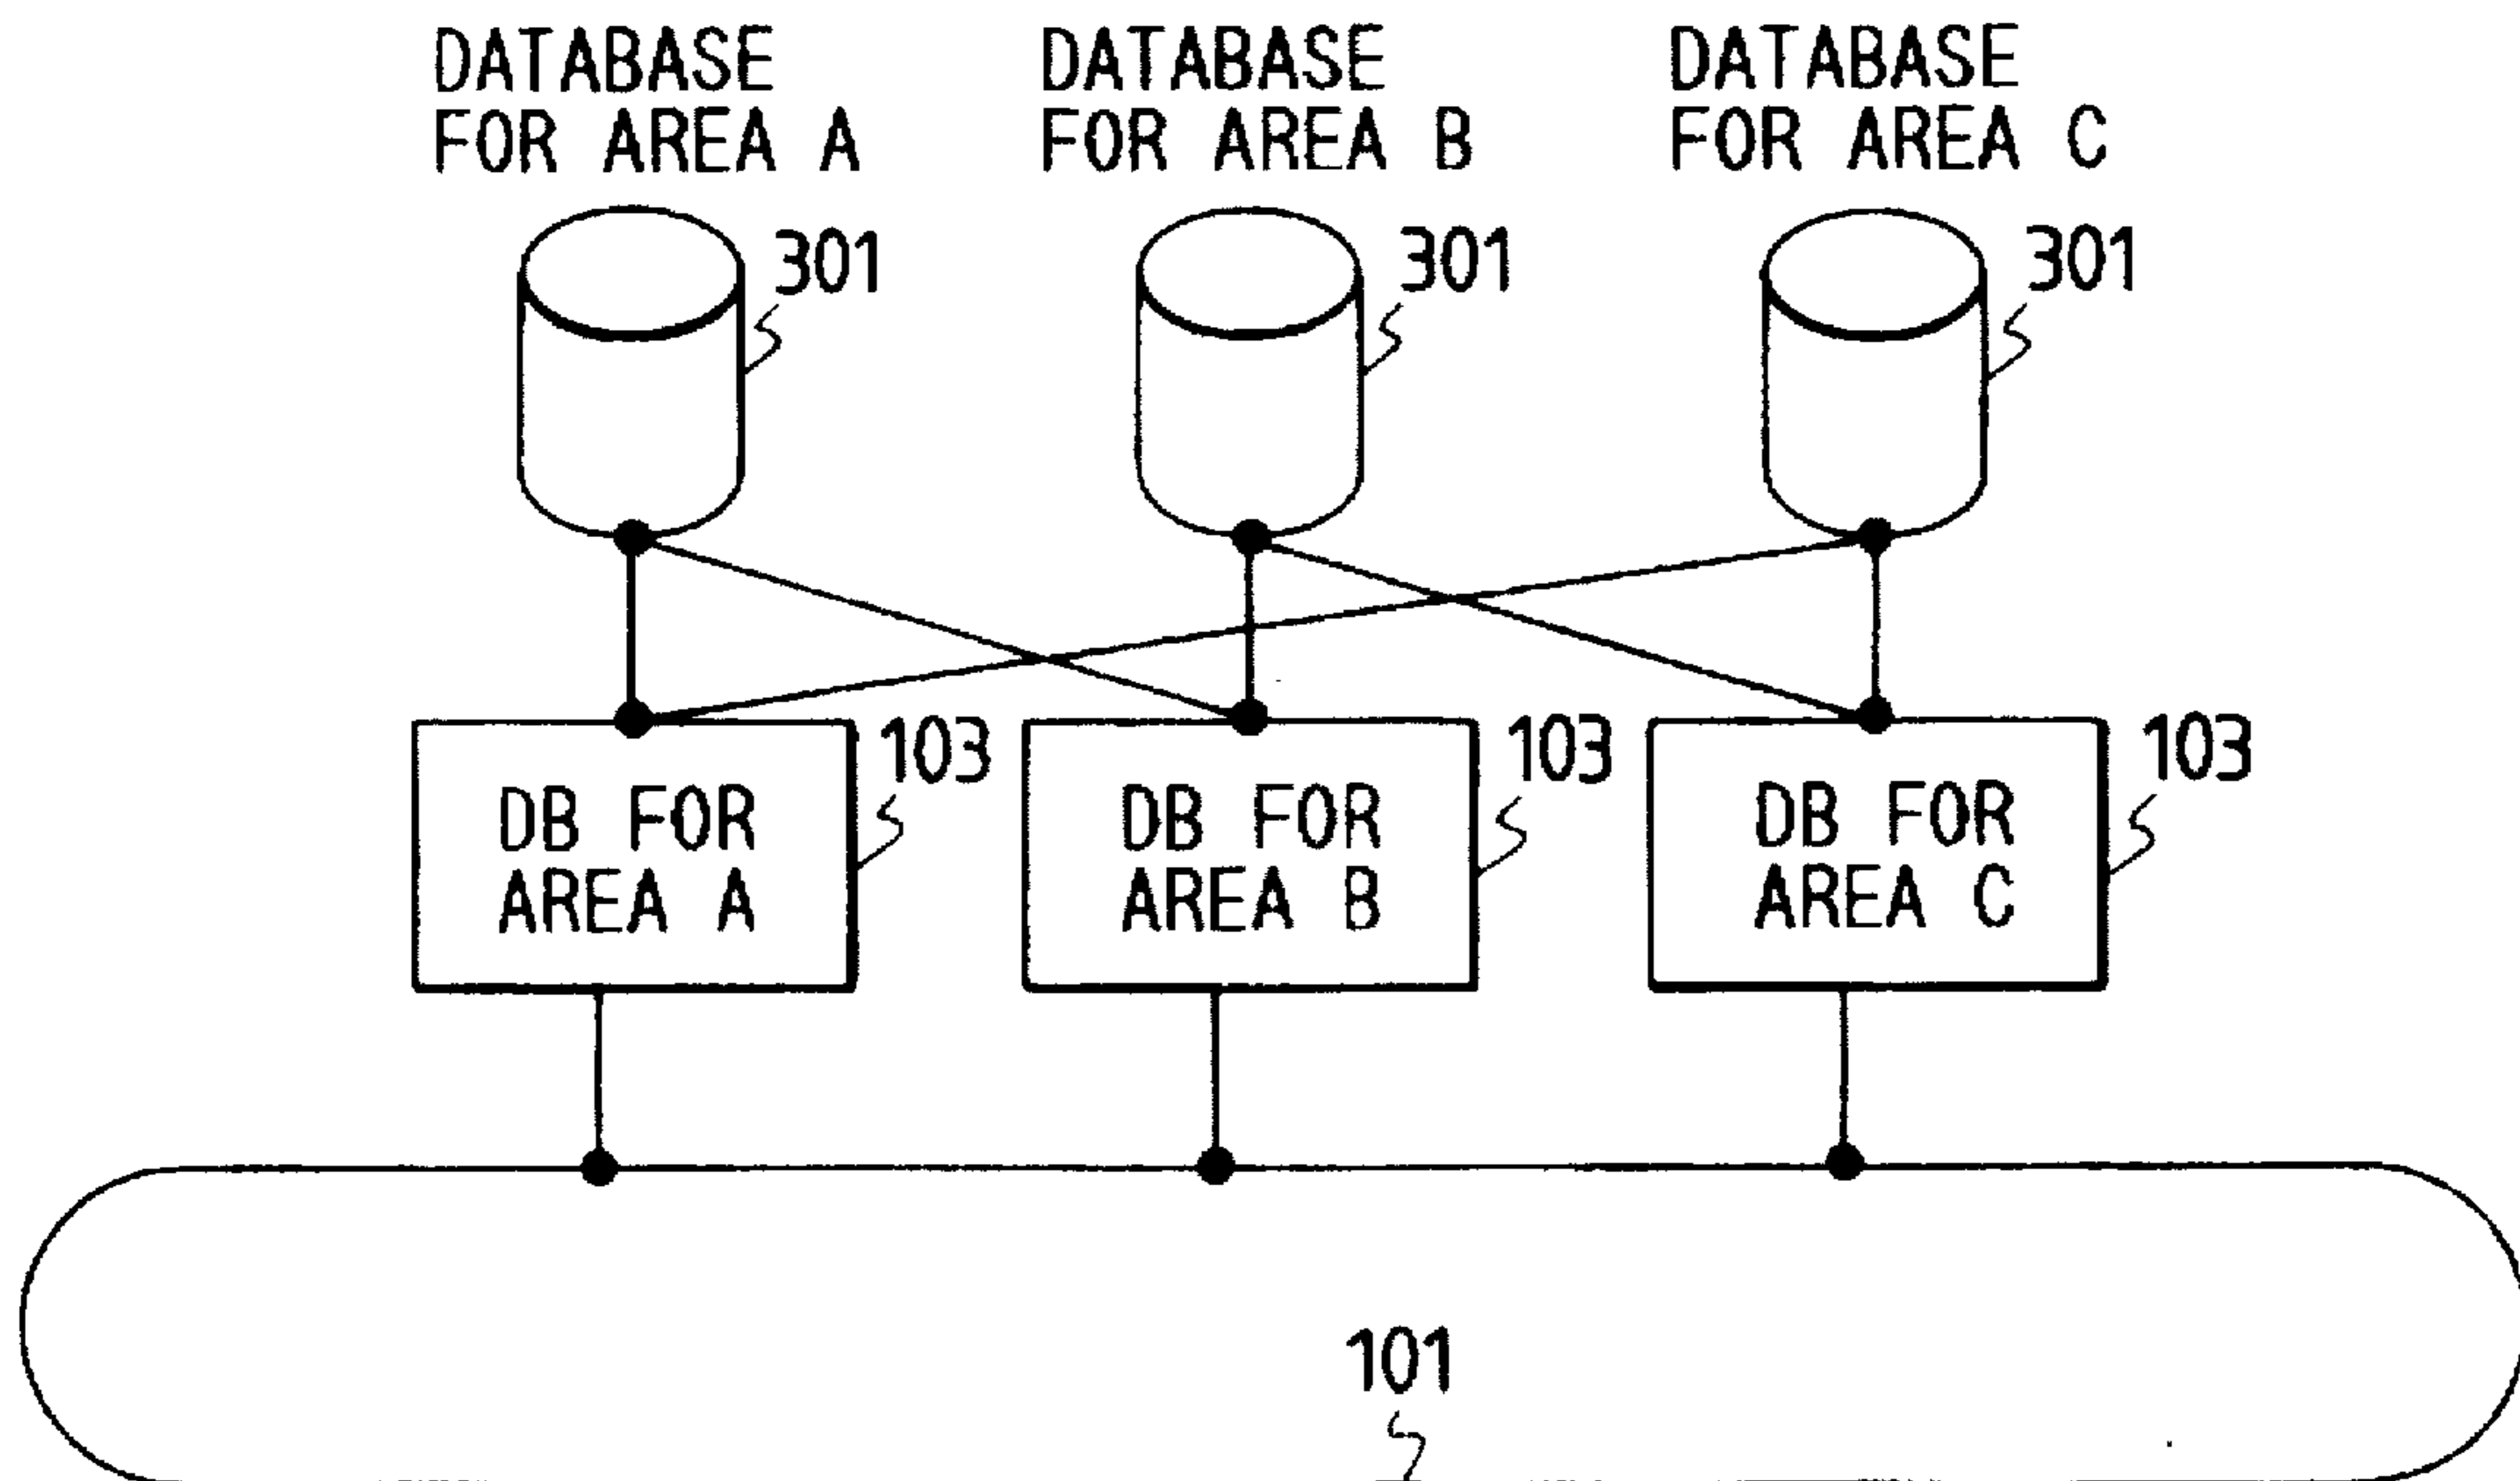 DATABASE
FOR AREA A
DATABASE
FOR AREA B
DATABASE
FOR AREA C
301
301
301
103
103
103
DB FOR
AREA A
DB FOR
AREA B
DB FOR
AREA C
101